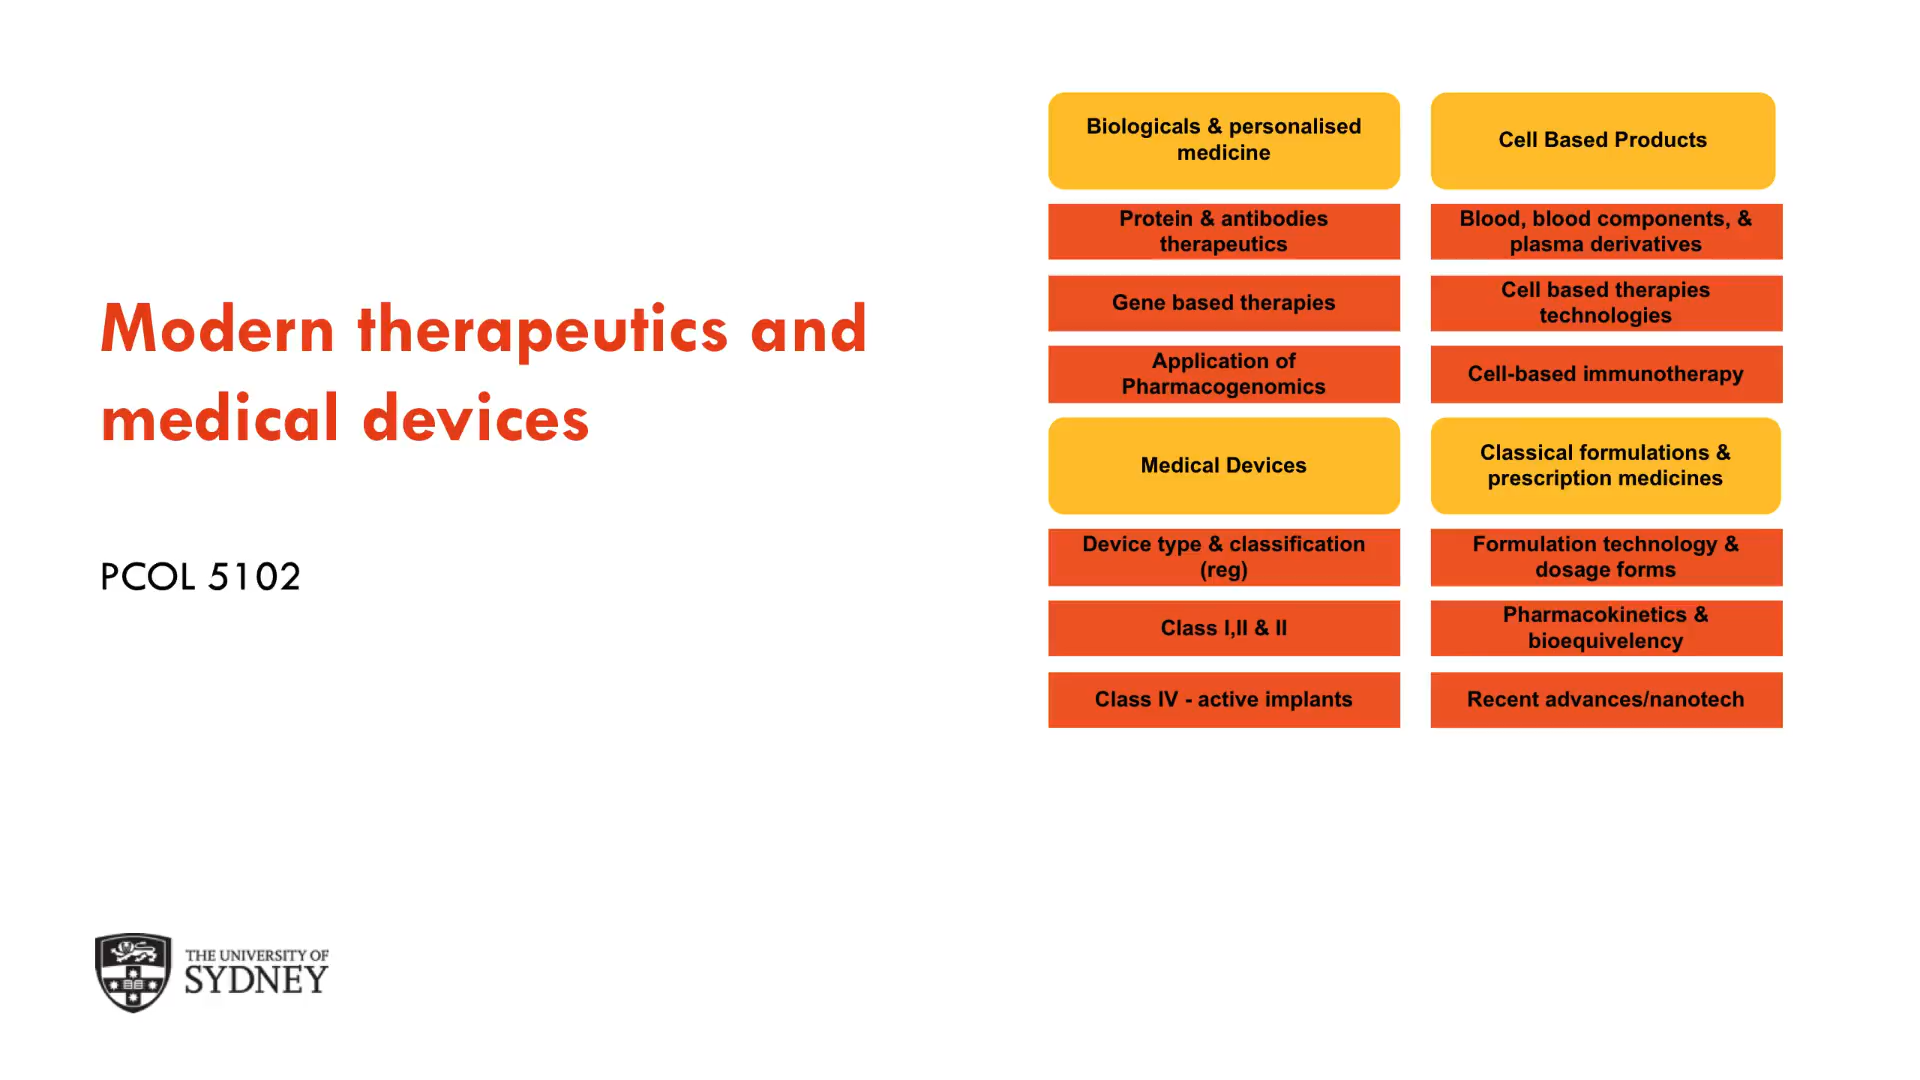 Modern therapeutics and
medical devices
PCOL 5102
THE UNIVERSITY OF
SYDNEY
Biologicals & personalised
medicine
Protein & antibodies
therapeutics
Gene based therapies
Application of
Pharmacogenomics
Cell Based Products
Blood, blood components, &
plasma derivatives
Cell based therapies
technologies
Cell-based immunotherapy
Medical Devices
Device type & classification
(reg)
Class I,II & II
Class IV - active implants
Classical formulations &
prescription medicines
Formulation technology &
dosage forms
Pharmacokinetics &
bioequivelency
Recent advances/nanotech